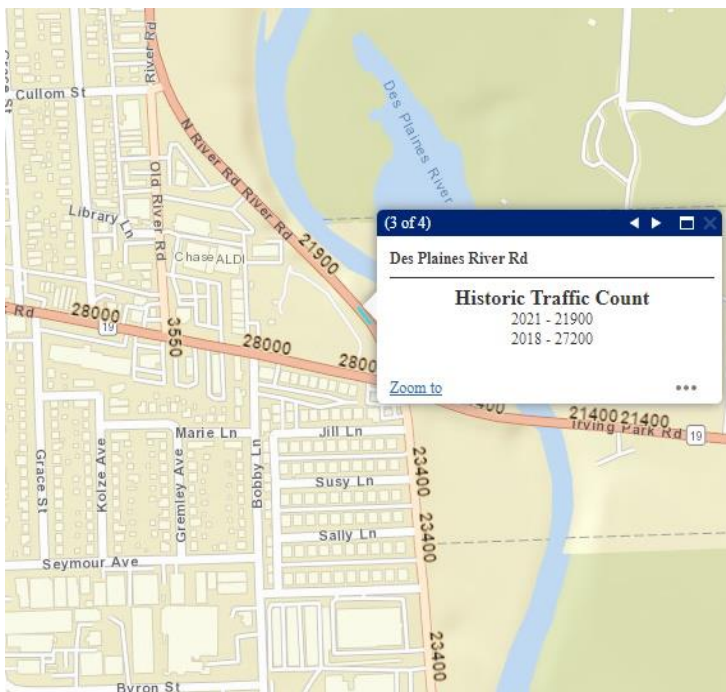 River Rd
Cullom St
N River Rd River Rd
Old River Rd
Des Plaines River
Library Ln
Chase ALDI
21900
(3 of 4)
Des Plaines River Rd
Historic Traffic Count
2021 - 21900
2018 - 27200
Zoom to
Rd
28000
19
3550
28000
2800
21400 21400
Irving Park Rd
19
Marie Ln
Jill Ln
Grace St
Kolze Ave
Gremley Ave
Bobby Ln
Susy Ln
23400
Sally Ln
23400
Seymour Ave
23400
Byron St